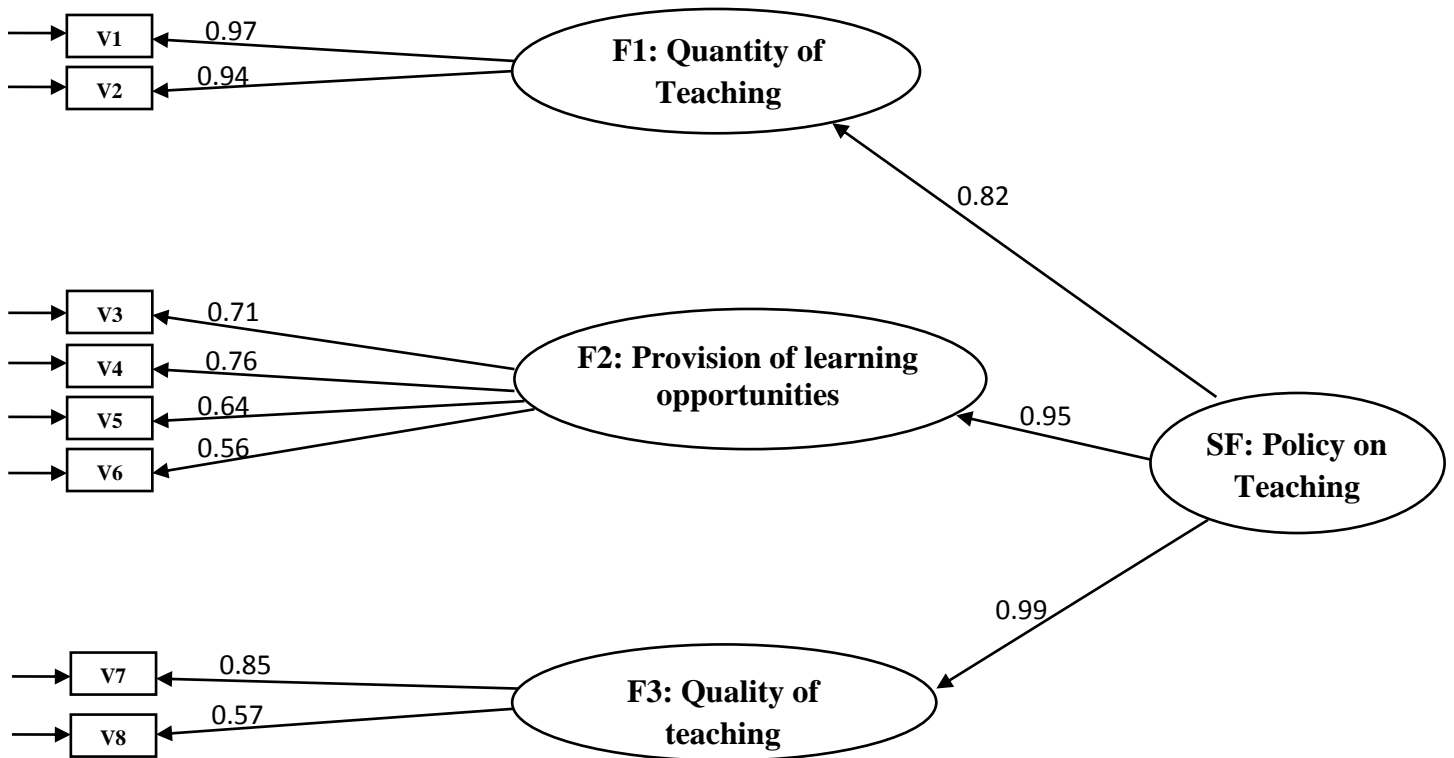 V1
0.97
V2
0.94
F1: Quantity of
Teaching
0.82
V3
0.71
V4
0.76
V5
0.64
V6
0.56
F2: Provision of learning
opportunities
0.95
SF: Policy on
Teaching
0.99
V7
0.85
V8
0.57
F3: Quality of
teaching